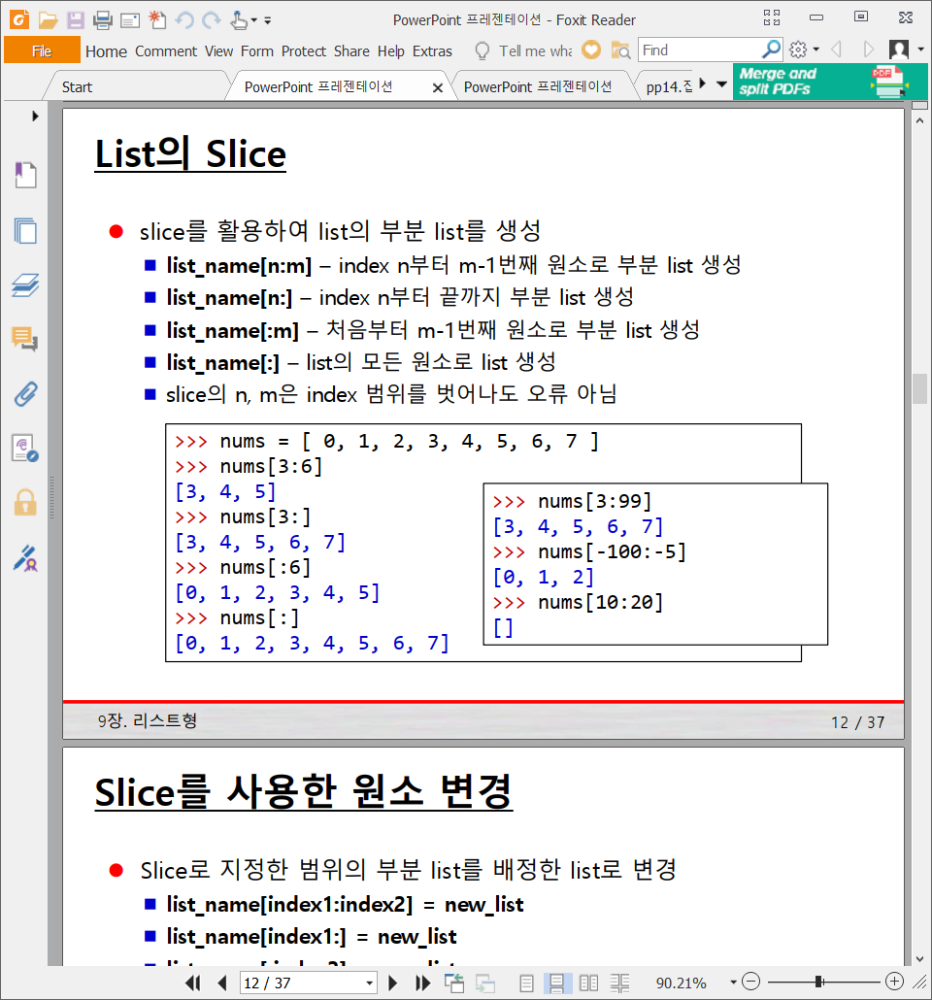 PowerPoint 프레젠테이션 - Foxit Reader
File Home Comment View Form Protect Share Help Extras Tell me wha Find
Start PowerPoint 프레젠테이션 PowerPoint 프레젠테이션 pp14.집 Merge and
split PDFs
PDF
List의 Slice
slice를 활용하여 list의 부분 list를 생성
list_name[n:m] – index n부터 m-1번째 원소로 부분 list 생성
list_name[n:] – index n부터 끝까지 부분 list 생성
list_name[:m] – 처음부터 m-1번째 원소로 부분 list 생성
list_name[:] – list의 모든 원소로 list 생성
slice의 n, m은 index 범위를 벗어나도 오류 아님
>>> nums = [ 0, 1, 2, 3, 4, 5, 6, 7 ]
>>> nums[3:6]
[3, 4, 5]
>>> nums[3:]
[3, 4, 5, 6, 7]
>>> nums[:6]
[0, 1, 2, 3, 4, 5]
>>> nums[:]
[0, 1, 2, 3, 4, 5, 6, 7]
>>> nums[3:99]
[3, 4, 5, 6, 7]
>>> nums[-100:-5]
[0, 1, 2]
>>> nums[10:20]
[]
9장. 리스트형 12 / 37
Slice를 사용한 원소 변경
Slice로 지정한 범위의 부분 list를 배정한 list로 변경
list_name[index1:index2] = new_list
list_name[index1:] = new_list
12 / 37 90.21%